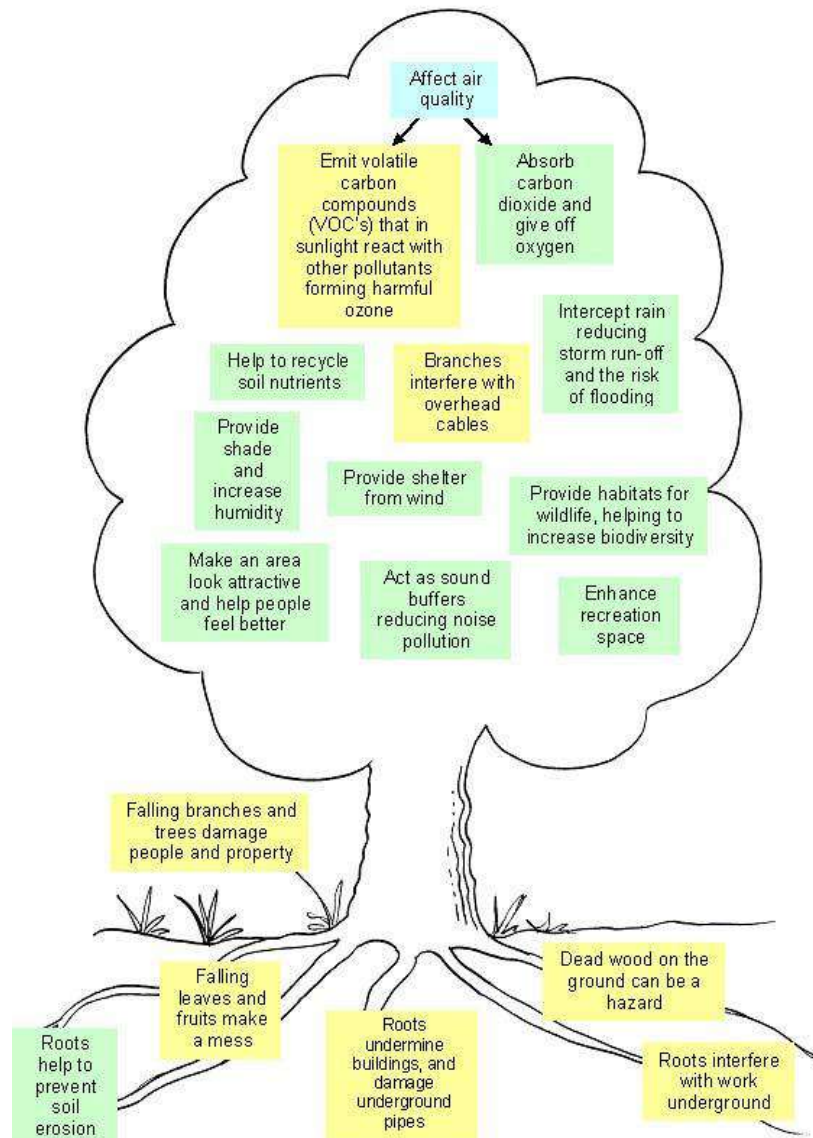 Affect air
quality
Emit volatile
carbon
compounds
(VOC's) that in
sunlight react with
other pollutants
forming harmful
ozone
Absorb
carbon
dioxide and
give off
oxygen
Intercept rain
reducing
storm run-off
and the risk
of flooding
Help to recycle
soil nutrients
Branches
interfere with
overhead
cables
Provide
shade
and
increase
humidity
Provide shelter
from wind
Provide habitats for
wildlife, helping to
increase biodiversity
Make an area
look attractive
and help people
feel better
Act as sound
buffers
reducing noise
pollution
Enhance
recreation
space
Falling branches and
trees damage
people and property
Falling
leaves and
fruits make
a mess
Dead wood on the
ground can be a
hazard
Roots
help to
prevent
soil
erosion
Roots
undermine
buildings, and
damage
underground
pipes
Roots interfere
with work
underground